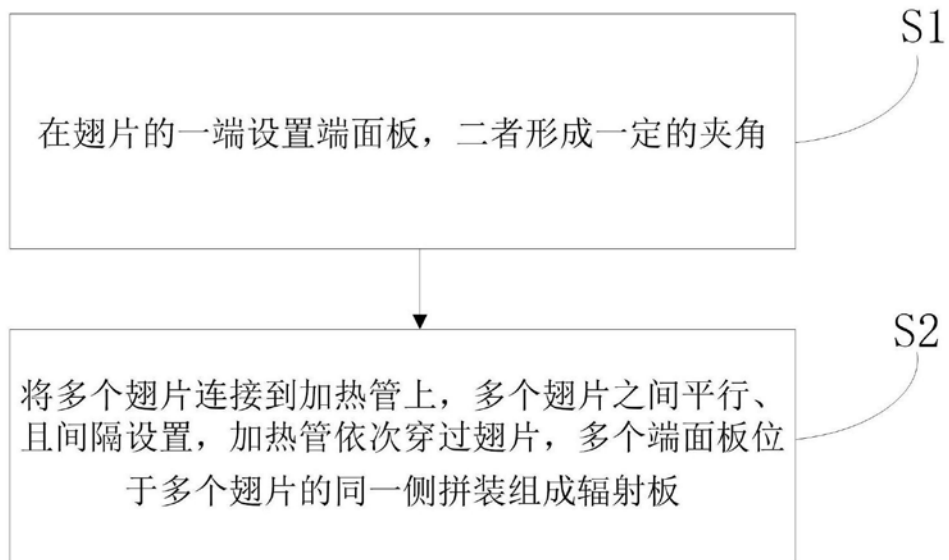 S1
在翅片的一端设置端面板，二者形成一定的夹角
S2
将多个翅片连接到加热管上，多个翅片之间平行、
且间隔设置，加热管依次穿过翅片，多个端面板位
于多个翅片的同一侧拼装组成辐射板